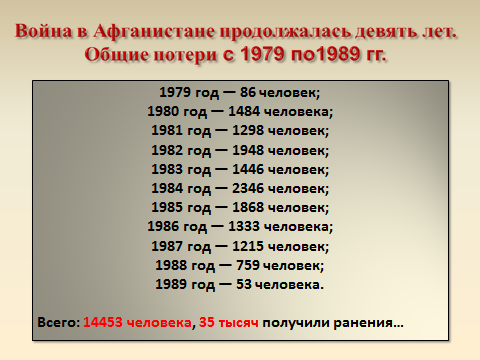 Война в Афганистане продолжалась девять лет.
Общие потери с 1979 по1989 гг.
1979 год — 86 человек;
1980 год — 1484 человека;
1981 год — 1298 человек;
1982 год — 1948 человек;
1983 год — 1446 человек;
1984 год — 2346 человек;
1985 год — 1868 человек;
1986 год — 1333 человека;
1987 год — 1215 человек;
1988 год — 759 человек;
1989 год — 53 человека.
Всего: 14453 человека, 35 тысяч получили ранения…